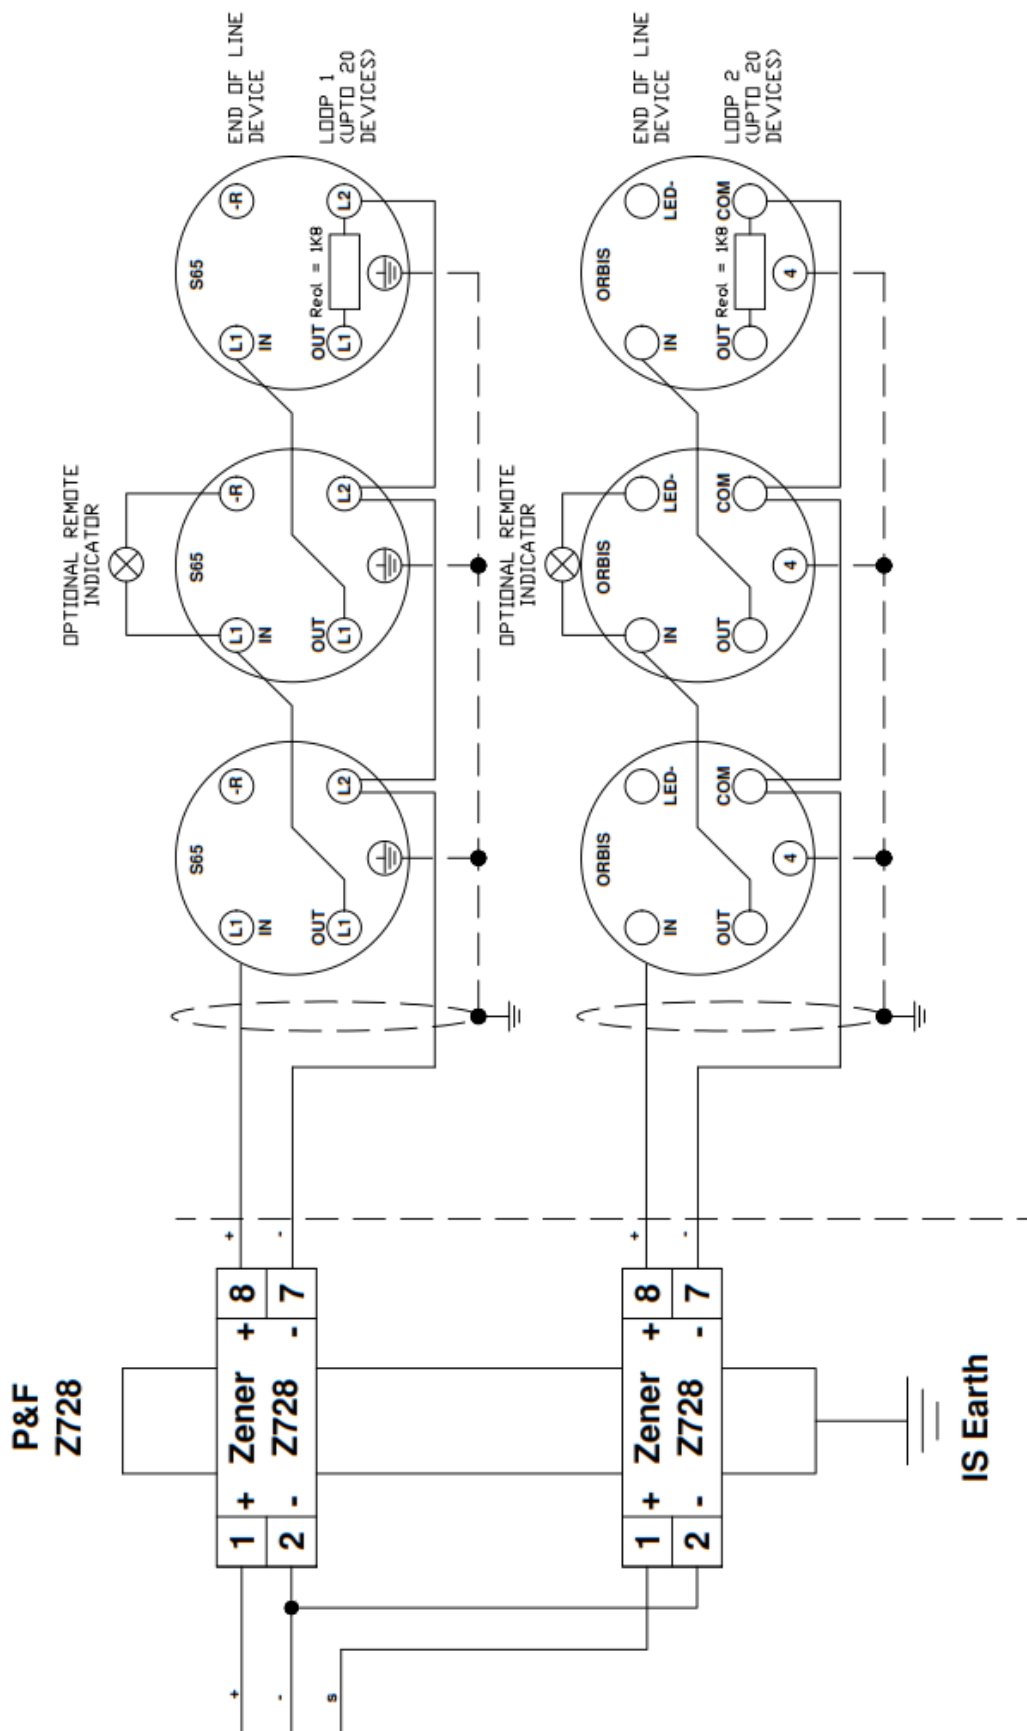 P&F
Z728
+
-
s
1 + Zener + 8
2 - Z728 - 7
+
-
OPTIONAL REMOTE
INDICATOR
S65
L1
-R
IN
OUT
L1
L2
S65
L1
-R
IN
OUT
L1
L2
S65
L1
-R
IN
Reol = 1K8
OUT
L1
L2
END OF LINE
DEVICE
LOOP 1
(UPTO 20
DEVICES)
1 + Zener + 8
2 - Z728 - 7
+
-
OPTIONAL REMOTE
INDICATOR
ORBIS
IN
LED-
OUT
COM
4
ORBIS
IN
LED-
OUT
COM
4
ORBIS
IN
LED-
OUT
Reol = 1K8
COM
4
END OF LINE
DEVICE
LOOP 2
(UPTO 20
DEVICES)
IS Earth